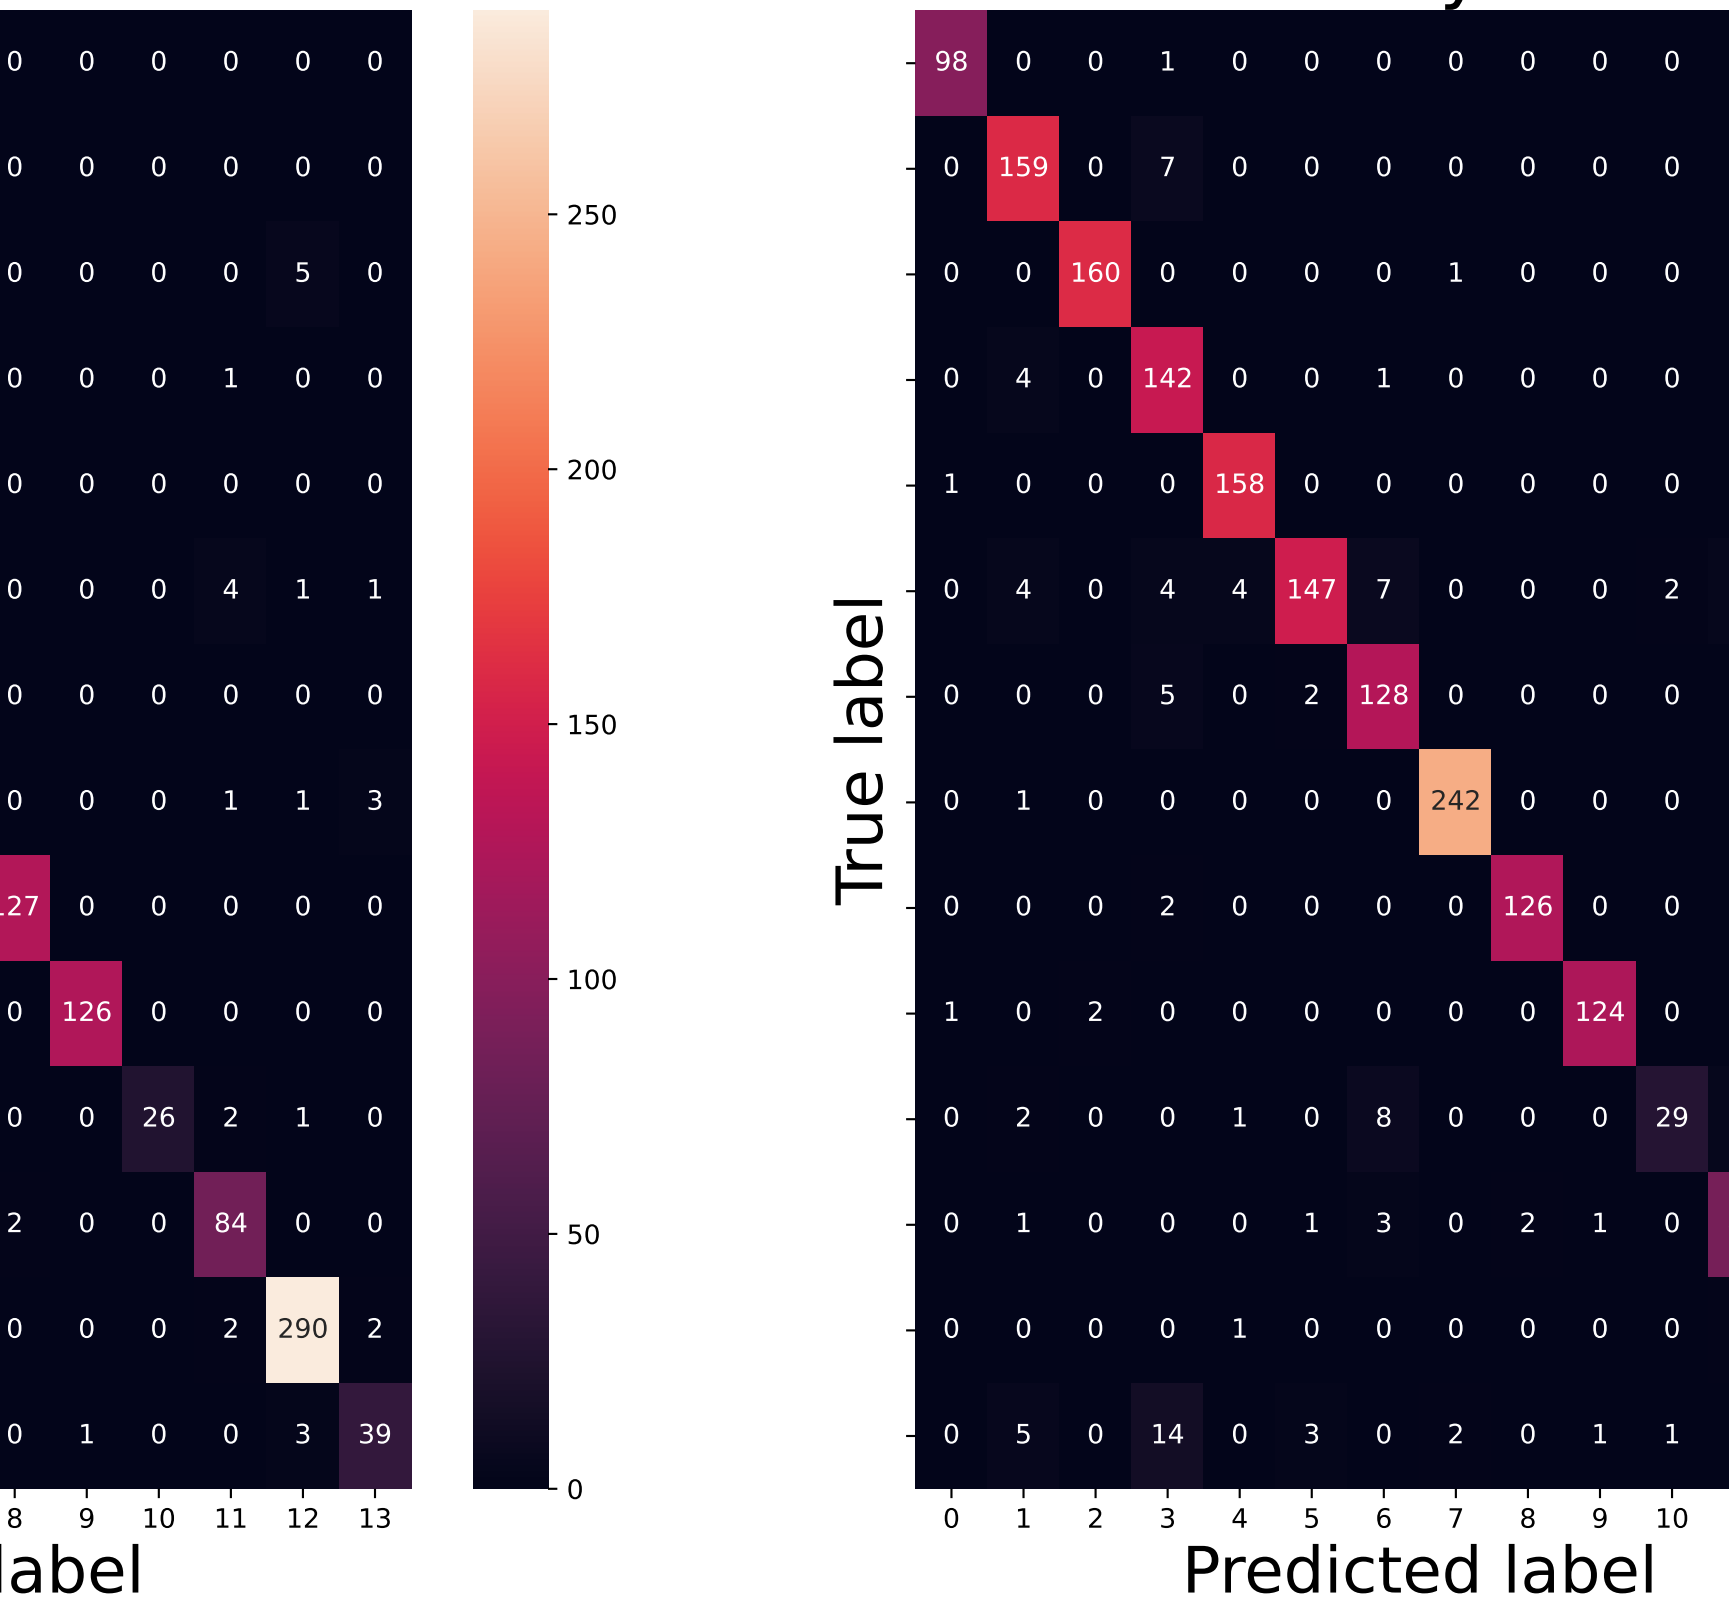 0 0 0 0 0 0
0 0 0 0 0 0
0 0 0 0 5 0
0 0 0 1 0 0
0 0 0 0 0 0
0 0 0 4 1 1
0 0 0 0 0 0
0 0 0 1 1 3
127 0 0 0 0 0
0 126 0 0 0 0
0 0 26 2 1 0
2 0 0 84 0 0
0 0 0 2 290 2
0 1 0 0 3 39
8 9 10 11 12 13
label
250
200
150
100
50
0
True label
98 0 0 1 0 0 0 0 0 0 0
0 159 0 7 0 0 0 0 0 0 0
0 0 160 0 0 0 0 1 0 0 0
0 4 0 142 0 0 1 0 0 0 0
1 0 0 0 158 0 0 0 0 0 0
0 4 0 4 4 147 7 0 0 0 2
0 0 0 5 0 2 128 0 0 0 0
0 1 0 0 0 0 0 242 0 0 0
0 0 0 2 0 0 0 0 126 0 0
1 0 2 0 0 0 0 0 0 124 0
0 2 0 0 1 0 8 0 0 0 29
0 1 0 0 0 1 3 0 2 1 0
0 0 0 0 1 0 0 0 0 0 0
0 5 0 14 0 3 0 2 0 1 1
0 1 2 3 4 5 6 7 8 9 10
Predicted label